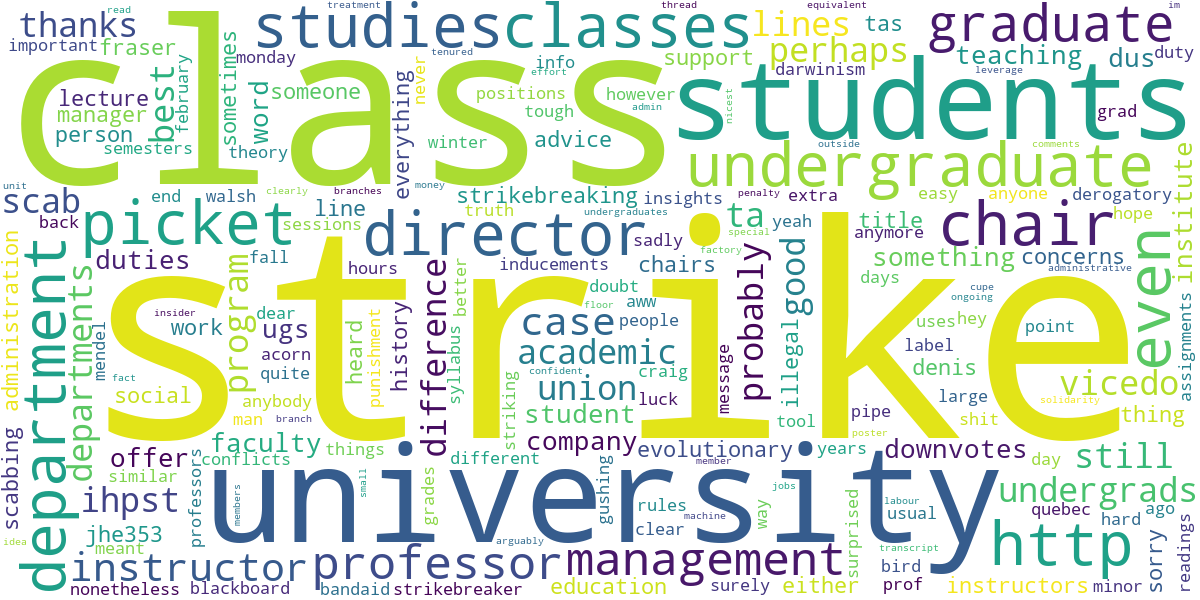 read
treatment
thread
equivalent
im
thanks
studies
classes
lines
tas
graduate
important
fraser
sometimes
monday
tenured
info
support
perhaps
teaching
dus
duty
class
students
best
february
word
someone
everything
never
effort
positions
however
darwinism
leverage
lecture
manager
person
semesters
theory
tough
admin
nicest
grad
winter
advice
outside
comments
undergraduate
unit
scab
back
end
walsh
clearly
branches
money
strikebreaking
insights
penalty
extra
easy
anyone
derogatory
institute
picket
line
sessions
truth
undergraduates
ta
special
yeah
title
hope
chair
even
director
sadly
factory
anymore
administration
department
departments
duties
program
fall
hours
difference
better
inducements
chairs
probably
good
something
concerns
strike
doubt
days
administrative
mendel
insider
dear
heard
punishment
history
floor
aww
cupe
ongoing
work
ugs
case
people
uses
hey
point
assignments
acorn
syllabus
academic
message
illegal
label
fact
quite
confident
craig
denis
vicedo
social
anybody
union
luck
large
solidarity
man
striking
student
tool
pipe
shit
thing
branch
faculty
things
company
evolutionary
years
poster
downvotes
day
still
scabbing
offer
conflicts
different
member
similar
professors
university
grades
gushing
jobs
ihpst
members
small
rules
machine
way
surprised
labour
usual
undergrads
jhe353
clear
quebec
ago
hard
http
idea
meant
arguably
transcript
sorry
readings
instructor
professor
management
bird
nonetheless
blackboard
bandaid
strikebreaker
education
surely
either
prof
instructors
minor